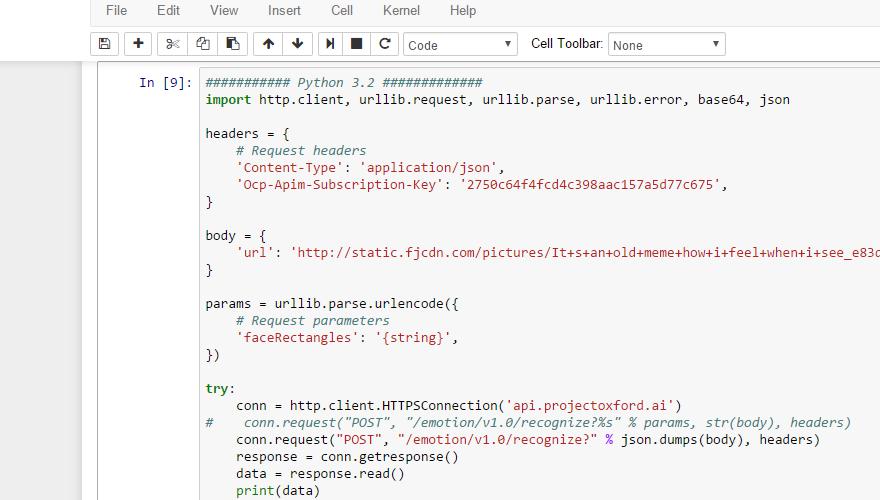 File Edit View Insert Cell Kernel Help
Code Cell Toolbar: None
In [9]: ########### Python 3.2 #############
import http.client, urllib.request, urllib.parse, urllib.error, base64, json
headers = {
# Request headers
'Content-Type': 'application/json',
'Ocp-Apim-Subscription-Key': '2750c64f4fcd4c398aac157a5d77c675',
}
body = {
'url': 'http://static.fjcdn.com/pictures/It+s+an+old+meme+how+i+feel+when+i+see_e83c
}
params = urllib.parse.urlencode({
# Request parameters
'faceRectangles': '{string}',
})
try:
conn = http.client.HTTPSConnection('api.projectoxford.ai')
# conn.request("POST", "/emotion/v1.0/recognize?%s" % params, str(body), headers)
conn.request("POST", "/emotion/v1.0/recognize?" % json.dumps(body), headers)
response = conn.getresponse()
data = response.read()
print(data)